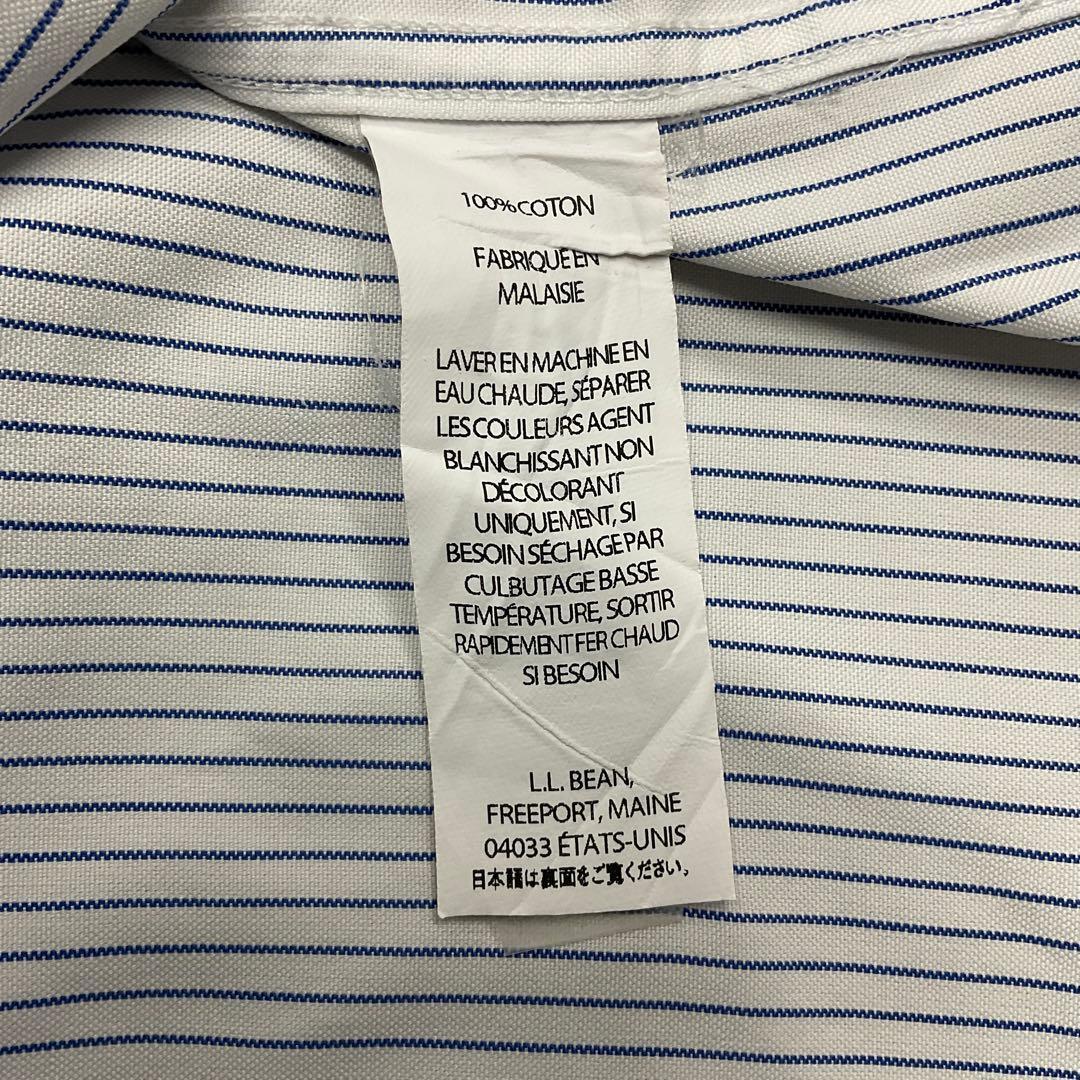 100% COTON
FABRIQUÉ EN
MALAISIE
LAVER EN MACHINE EN
EAU CHAUDE, SÉPARER
LES COULEURS AGENT
BLANCHISSANT NON
DÉCOLORANT
UNIQUEMENT, SI
BESOIN SÉCHAGE PAR
CULBUTAGE BASSE
TEMPÉRATURE, SORTIR
RAPIDEMENT FER CHAUD
SI BESOIN
L.L. BEAN,
FREEPORT, MAINE
04033 ÉTATS-UNIS
日本語は裏面をご覧ください。